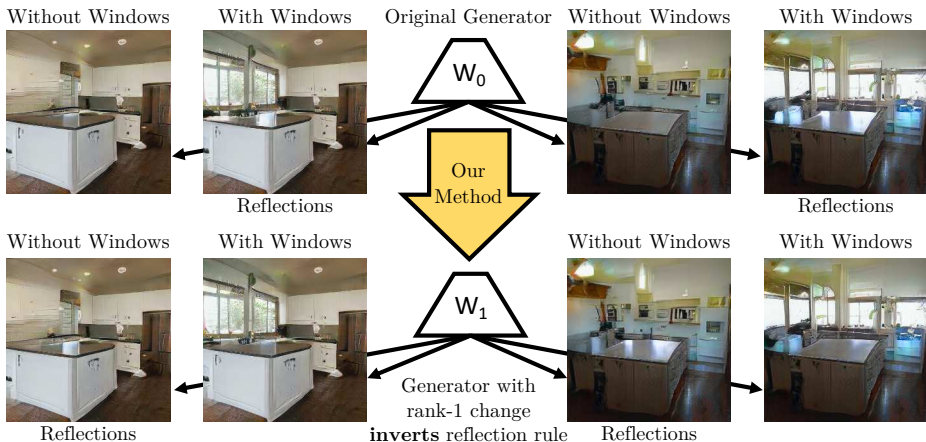 Without Windows
With Windows
Original Generator
Without Windows
With Windows
W0
Reflections
Our
Method
Reflections
Without Windows
With Windows
Without Windows
With Windows
W1
Generator with
rank-1 change
inverts reflection rule
Reflections
Reflections